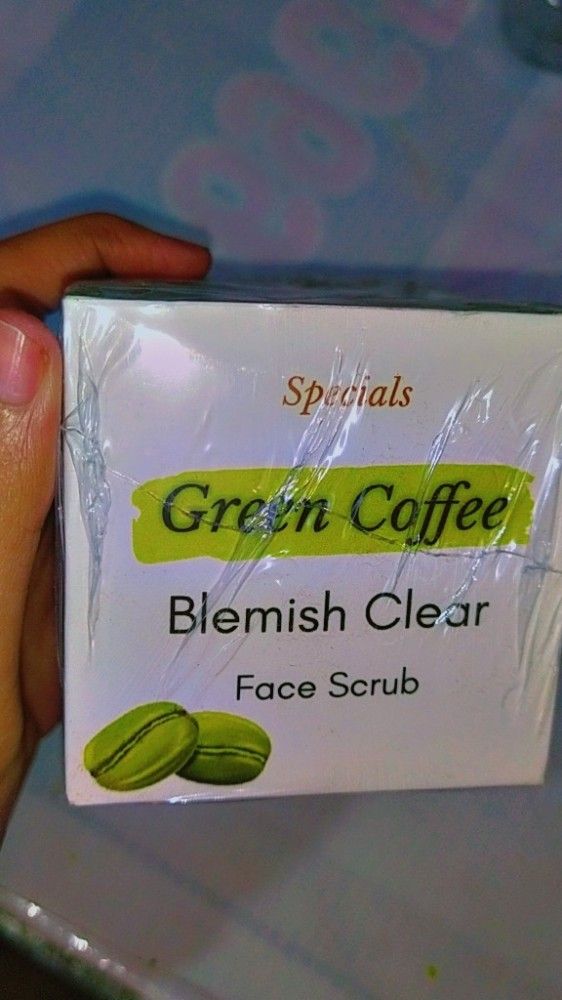 Specials
Green Coffee
Blemish Clear
Face Scrub